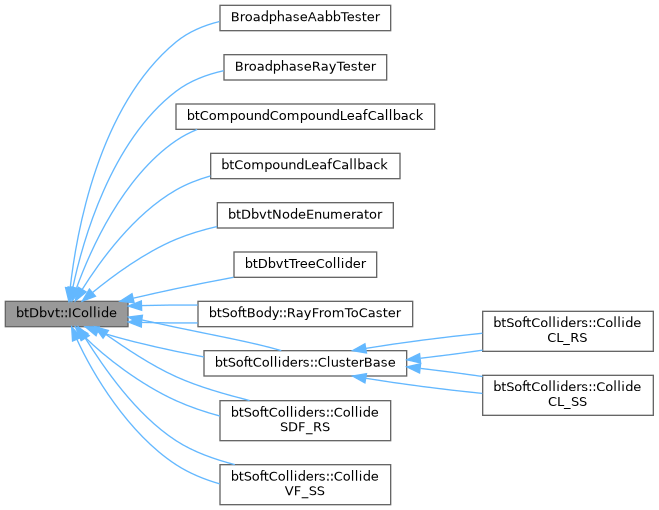 BroadphaseAabbTester
BroadphaseRayTester
btCompoundCompoundLeafCallback
btCompoundLeafCallback
btDbvtNodeEnumerator
btDbvtTreeCollider
btDbvt::ICollide
btSoftBody::RayFromToCaster
btSoftColliders::ClusterBase
btSoftColliders::Collide
CL_RS
btSoftColliders::Collide
CL_SS
btSoftColliders::Collide
SDF_RS
btSoftColliders::Collide
VF_SS